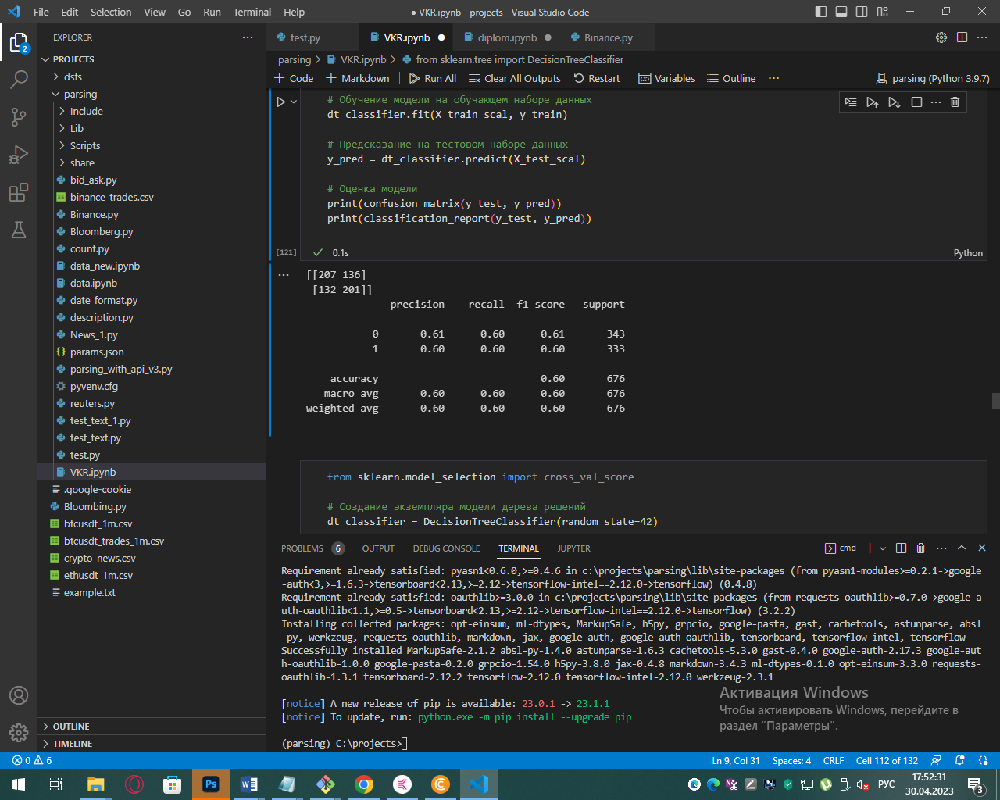 File Edit Selection View Go Run Terminal Help
● VKR.ipynb - projects - Visual Studio Code
EXPLORER
2
PROJECTS
dsfs
parsing
Include
Lib
Scripts
share
bid_ask.py
binance_trades.csv
Binance.py
Bloomberg.py
count.py
data_new.ipynb
data.ipynb
date_format.py
description.py
News_1.py
params.json
parsing_with_api_v3.py
pyvenv.cfg
reuters.py
test_text_1.py
test_text.py
test.py
VKR.ipynb
.google-cookie
Bloombing.py
btcusdt_1m.csv
btcusdt_trades_1m.csv
crypto_news.csv
ethusdt_1m.csv
example.txt
OUTLINE
TIMELINE
test.py VKR.ipynb ● diplom.ipynb ● Binance.py
parsing > VKR.ipynb > from sklearn.tree import DecisionTreeClassifier
+ Code + Markdown | Run All Clear All Outputs Restart | Variables Outline ··· parsing (Python 3.9.7)
# Обучение модели на обучающем наборе данных
dt_classifier.fit(X_train_scal, y_train)
# Предсказание на тестовом наборе данных
y_pred = dt_classifier.predict(X_test_scal)
# Оценка модели
print(confusion_matrix(y_test, y_pred))
print(classification_report(y_test, y_pred))
[121] ✓ 0.1s Python
[[207 136]
[132 201]]
precision recall f1-score support
0 0.61 0.60 0.61 343
1 0.60 0.60 0.60 333
accuracy 0.60 676
macro avg 0.60 0.60 0.60 676
weighted avg 0.60 0.60 0.60 676
from sklearn.model_selection import cross_val_score
# Создание экземпляра модели дерева решений
dt_classifier = DecisionTreeClassifier(random_state=42)
PROBLEMS 6 OUTPUT DEBUG CONSOLE TERMINAL JUPYTER cmd
Requirement already satisfied: pyasn1<0.6.0,>=0.4.6 in c:\projects\parsing\lib\site-packages (from pyasn1-modules>=0.2.1->google
-auth<3,>=1.6.3->tensorboard<2.13,>=2.12->tensorflow-intel==2.12.0->tensorflow) (0.4.8)
Requirement already satisfied: oauthlib>=3.0.0 in c:\projects\parsing\lib\site-packages (from requests-oauthlib>=0.7.0->google-a
uth-oauthlib<1.1,>=0.5->tensorboard<2.13,>=2.12->tensorflow-intel==2.12.0->tensorflow) (3.2.2)
Installing collected packages: opt-einsum, ml-dtypes, MarkupSafe, h5py, grpcio, google-pasta, gast, cachetools, astunparse, absl
-py, werkzeug, requests-oauthlib, markdown, jax, google-auth, google-auth-oauthlib, tensorboard, tensorflow-intel, tensorflow
Successfully installed MarkupSafe-2.1.2 absl-py-1.4.0 astunparse-1.6.3 cachetools-5.3.0 gast-0.4.0 google-auth-2.17.3 google-aut
h-oauthlib-1.0.0 google-pasta-0.2.0 grpcio-1.54.0 h5py-3.8.0 jax-0.4.8 markdown-3.4.3 ml-dtypes-0.1.0 opt-einsum-3.3.0 requests-
oauthlib-1.3.1 tensorboard-2.12.2 tensorflow-2.12.0 tensorflow-intel-2.12.0 werkzeug-2.3.1
[notice] A new release of pip is available: 23.0.1 -> 23.1.1
[notice] To update, run: python.exe -m pip install --upgrade pip
(parsing) C:\projects>
Активация Windows
Чтобы активировать Windows, перейдите в
раздел "Параметры".
0 6 Ln 9, Col 31 Spaces: 4 CRLF Cell 112 of 132
Ps
РУС
17:52:31
30.04.2023
3